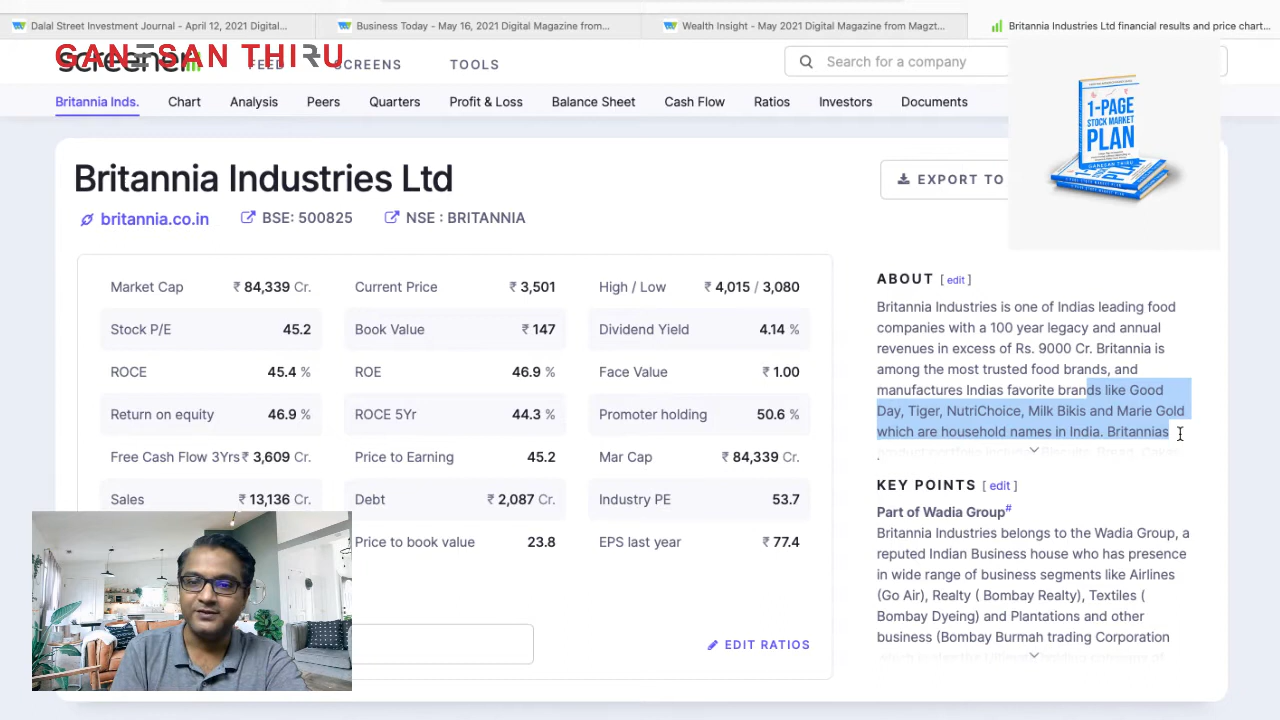 Dalal Street Investment Journal - April 12, 2021 Digital...
Business Today - May 16, 2021 Digital Magazine from...
Wealth Insight - May 2021 Digital Magazine from Magzt...
Britannia Industries Ltd financial results and price chart...
GANESAN THIRU
screener
FEED
SCREENS
TOOLS
Search for a company
Britannia Inds.
Chart
Analysis
Peers
Quarters
Profit & Loss
Balance Sheet
Cash Flow
Ratios
Investors
Documents
1-PAGE
STOCK MARKET
PLAN
GANESAN THIRU
Britannia Industries Ltd
EXPORT TO
britannia.co.in
BSE: 500825
NSE : BRITANNIA
Market Cap ₹ 84,339 Cr.
Current Price ₹ 3,501
High / Low ₹ 4,015 / 3,080
Stock P/E 45.2
Book Value ₹ 147
Dividend Yield 4.14 %
ROCE 45.4 %
ROE 46.9 %
Face Value ₹ 1.00
Return on equity 46.9 %
ROCE 5Yr 44.3 %
Promoter holding 50.6 %
Free Cash Flow 3Yrs ₹ 3,609 Cr.
Price to Earning 45.2
Mar Cap ₹ 84,339 Cr.
Sales ₹ 13,136 Cr.
Debt ₹ 2,087 Cr.
Industry PE 53.7
Price to book value 23.8
EPS last year ₹ 77.4
EDIT RATIOS
ABOUT [ edit ]
Britannia Industries is one of Indias leading food
companies with a 100 year legacy and annual
revenues in excess of Rs. 9000 Cr. Britannia is
among the most trusted food brands, and
manufactures Indias favorite brands like Good
Day, Tiger, NutriChoice, Milk Bikis and Marie Gold
which are household names in India. Britannias
product portfolio includes Biscuits, Bread, Cakes
.
KEY POINTS [ edit ]
Part of Wadia Group#
Britannia Industries belongs to the Wadia Group, a
reputed Indian Business house who has presence
in wide range of business segments like Airlines
(Go Air), Realty ( Bombay Realty), Textiles (
Bombay Dyeing) and Plantations and other
business (Bombay Burmah trading Corporation